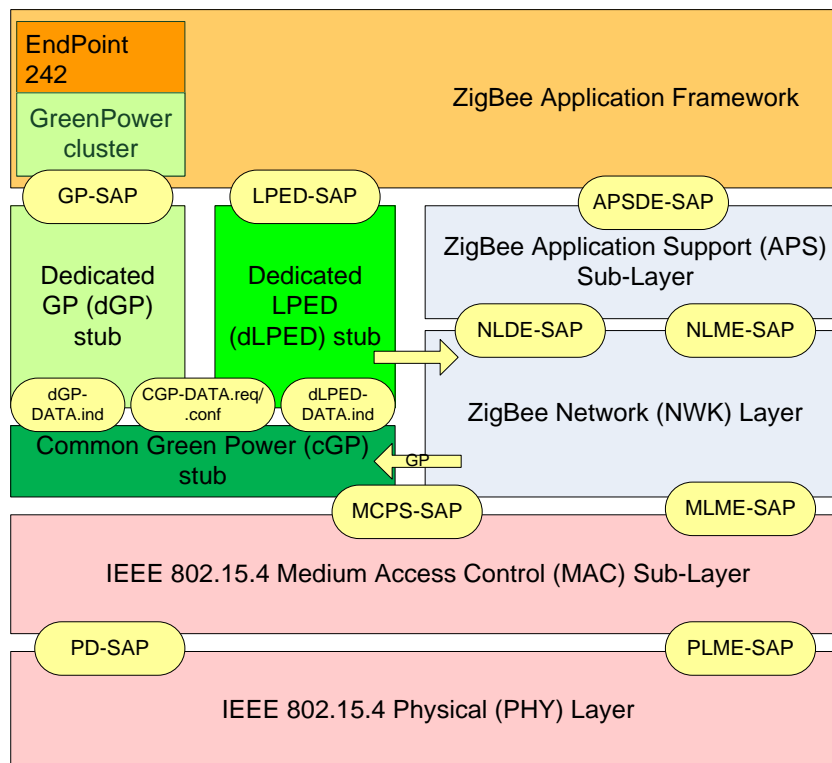 EndPoint
242
GreenPower
cluster
ZigBee Application Framework
GP-SAP
LPED-SAP
APSDE-SAP
Dedicated
GP (dGP)
stub
Dedicated
LPED
(dLPED) stub
ZigBee Application Support (APS)
Sub-Layer
NLDE-SAP
NLME-SAP
ZigBee Network (NWK) Layer
dGP-
DATA.ind
CGP-DATA.req/
.conf
dLPED-
DATA.ind
Common Green Power (cGP)
stub
GP
MCPS-SAP
MLME-SAP
IEEE 802.15.4 Medium Access Control (MAC) Sub-Layer
PD-SAP
PLME-SAP
IEEE 802.15.4 Physical (PHY) Layer